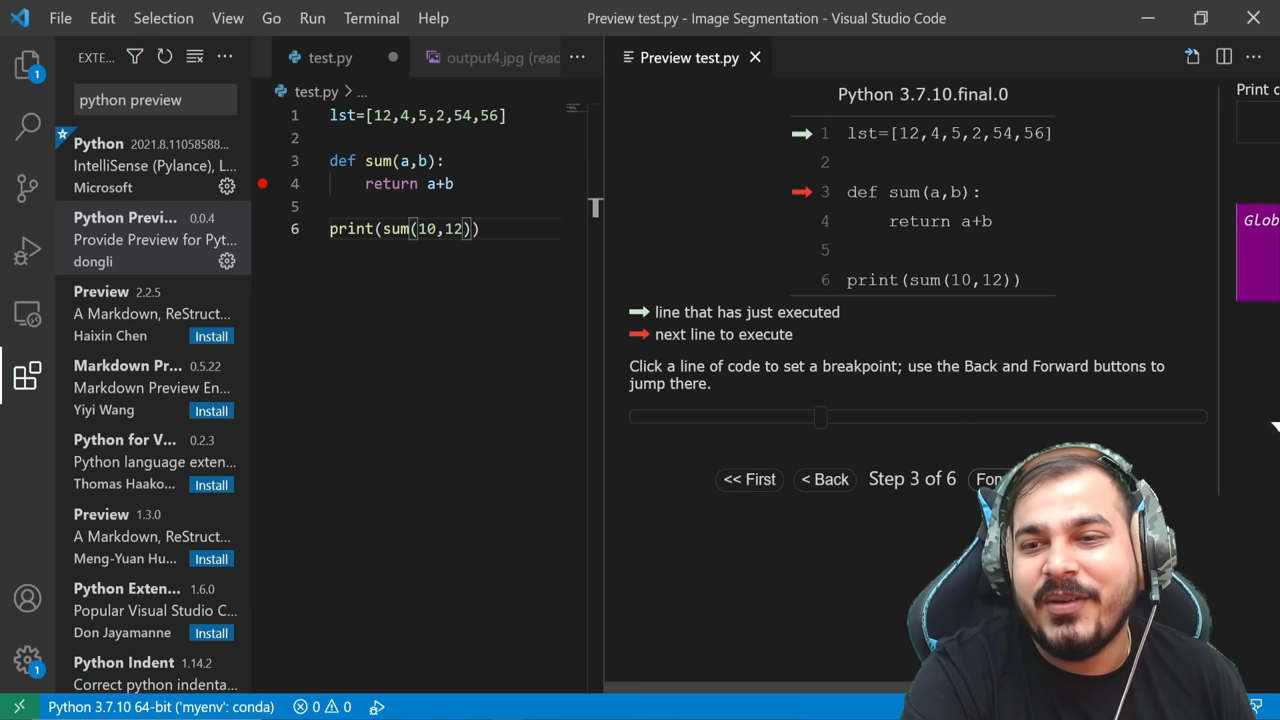 File Edit Selection View Go Run Terminal Help Preview test.py - Image Segmentation - Visual Studio Code
EXTE...
python preview
Python 2021.8.11058588...
IntelliSense (Pylance), L...
Microsoft
Python Previ... 0.0.4
Provide Preview for Pyt...
dongli
Preview 2.2.5
A Markdown, ReStruct...
Haixin Chen Install
Markdown Pr... 0.5.22
Markdown Preview En...
Yiyi Wang Install
Python for V... 0.2.3
Python language exten...
Thomas Haako... Install
Preview 1.3.0
A Markdown, ReStruct...
Meng-Yuan Hu... Install
Python Exten... 1.6.0
Popular Visual Studio C...
Don Jayamanne Install
Python Indent 1.14.2
Correct python indenta...
1
1
test.py output4.jpg (read
test.py > ...
1 lst=[12,4,5,2,54,56]
2
3 def sum(a,b):
4 return a+b
5
6 print(sum(10,12))
Preview test.py
Python 3.7.10.final.0
1 lst=[12,4,5,2,54,56]
2
3 def sum(a,b):
4 return a+b
5
6 print(sum(10,12))
line that has just executed
next line to execute
Click a line of code to set a breakpoint; use the Back and Forward buttons to
jump there.
<< First < Back Step 3 of 6
Print
Glob
Python 3.7.10 64-bit ('myenv': conda) 0 0